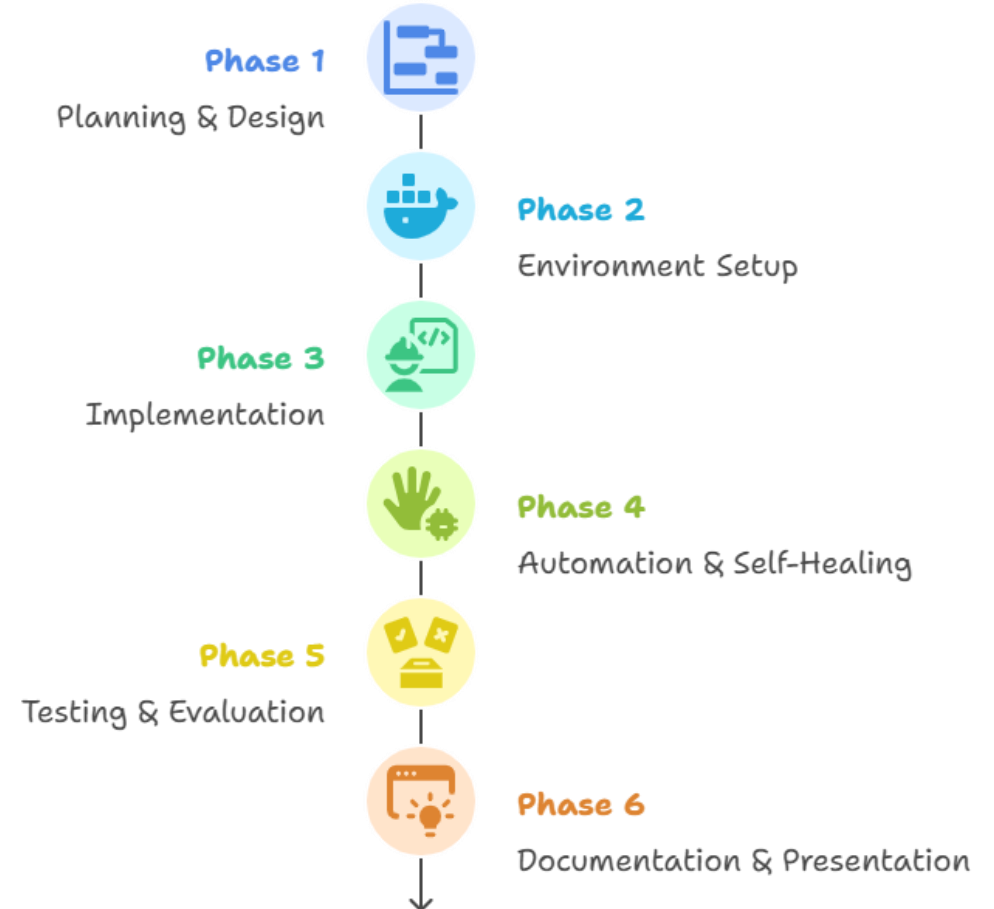 Phase 1
Planning & Design
Phase 2
Environment Setup
Phase 3
Implementation
Phase 4
Automation & Self-Healing
Phase 5
Testing & Evaluation
Phase 6
Documentation & Presentation